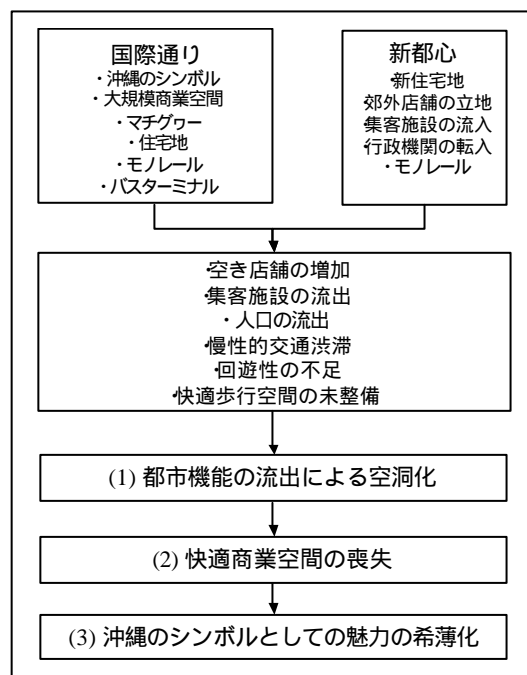 国際通り
・沖縄のシンボル
・大規模商業空間
・マチグヮー
・住宅地
・モノレール
・バスターミナル
新都心
・新住宅地
・郊外店舗の立地
・集客施設の流入
・行政機関の転入
・モノレール
・空き店舗の増加
・集客施設の流出
・人口の流出
・慢性的交通渋滞
・回遊性の不足
・快適歩行空間の未整備
(1) 都市機能の流出による空洞化
(2) 快適商業空間の喪失
(3) 沖縄のシンボルとしての魅力の希薄化